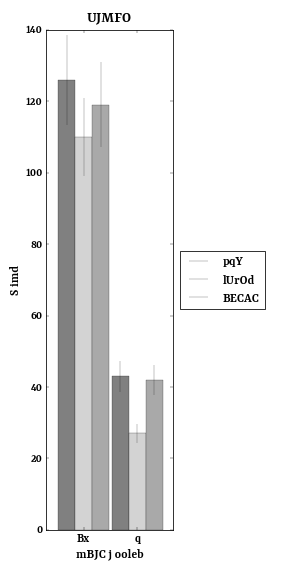 UJMFO
140
120
100
80
60
40
20
0
S imd
Bx q
mBJC j ooleb
pqY
lUrOd
BECAC